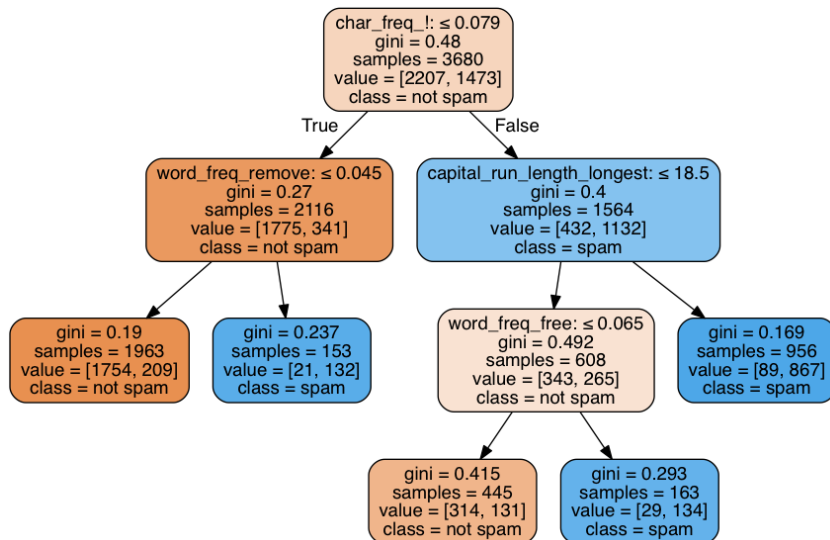 char_freq_!: ≤ 0.079
gini = 0.48
samples = 3680
value = [2207, 1473]
class = not spam
True
False
word_freq_remove: ≤ 0.045
gini = 0.27
samples = 2116
value = [1775, 341]
class = not spam
capital_run_length_longest: ≤ 18.5
gini = 0.4
samples = 1564
value = [432, 1132]
class = spam
gini = 0.19
samples = 1963
value = [1754, 209]
class = not spam
gini = 0.237
samples = 153
value = [21, 132]
class = spam
word_freq_free: ≤ 0.065
gini = 0.492
samples = 608
value = [343, 265]
class = not spam
gini = 0.169
samples = 956
value = [89, 867]
class = spam
gini = 0.415
samples = 445
value = [314, 131]
class = not spam
gini = 0.293
samples = 163
value = [29, 134]
class = spam